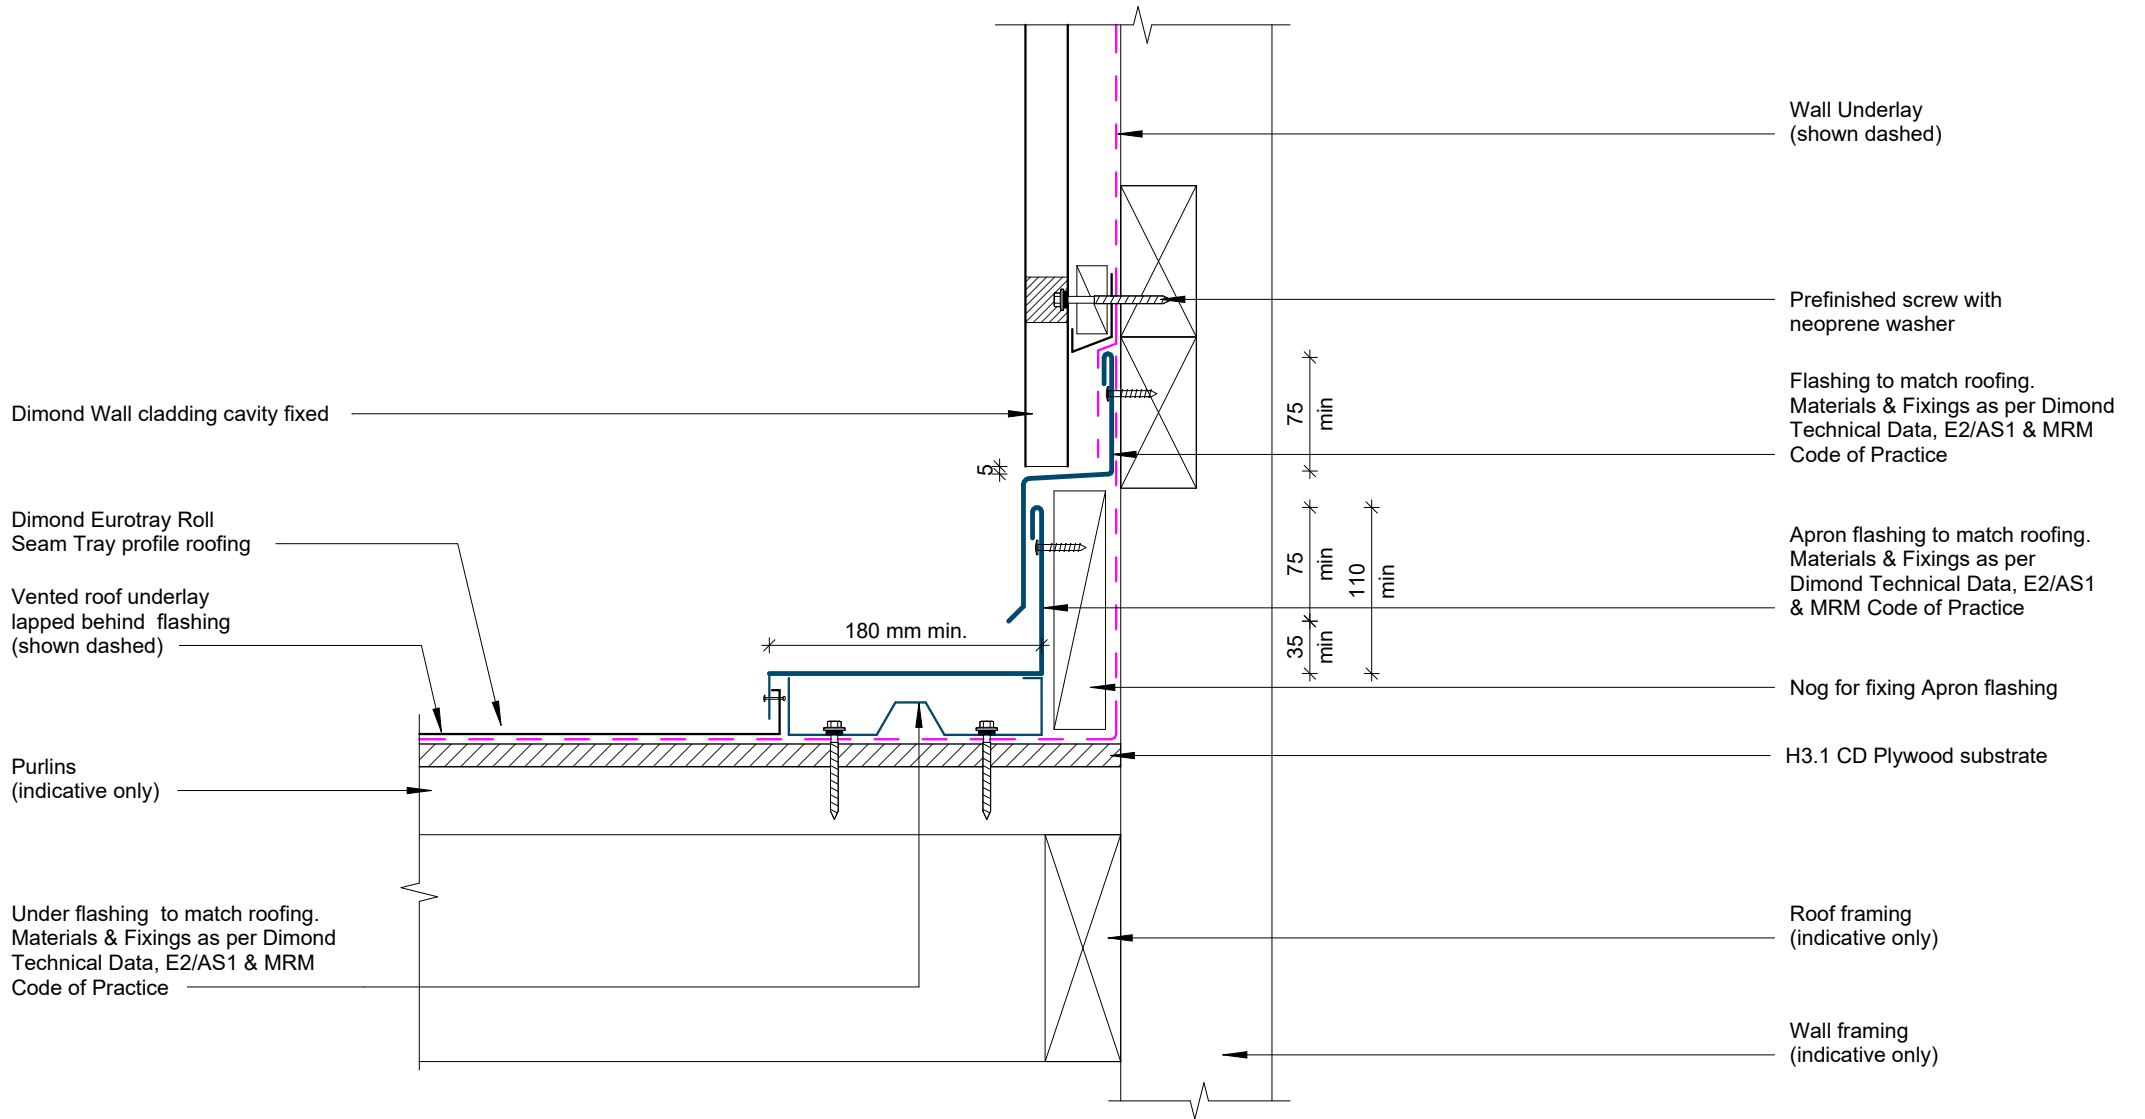 Wall Underlay
(shown dashed)
Prefinished screw with
neoprene washer
Flashing to match roofing.
Materials & Fixings as per Dimond
Technical Data, E2/AS1 & MRM
Code of Practice
Apron flashing to match roofing.
Materials & Fixings as per
Dimond Technical Data, E2/AS1
& MRM Code of Practice
Nog for fixing Apron flashing
H3.1 CD Plywood substrate
Roof framing
(indicative only)
Wall framing
(indicative only)
Dimond Wall cladding cavity fixed
Dimond Eurotray Roll
Seam Tray profile roofing
Vented roof underlay
lapped behind flashing
(shown dashed)
Purlins
(indicative only)
Under flashing to match roofing.
Materials & Fixings as per Dimond
Technical Data, E2/AS1 & MRM
Code of Practice
5
180 mm min.
75
min
75
min
35
min
110
min